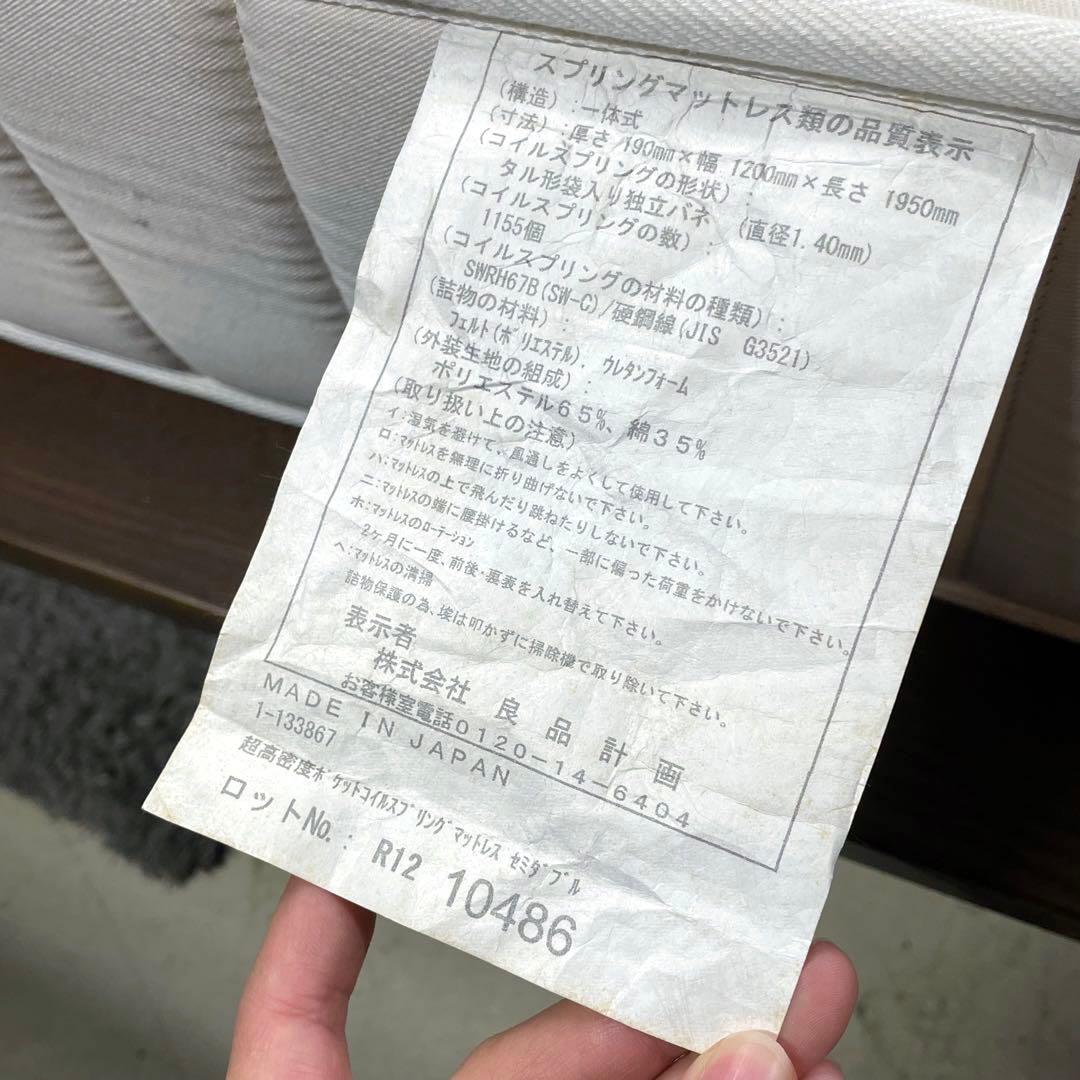 スプリングマットレス類の品質表示
(構造):一体式
(寸法):厚さ 190mm×幅 1200mm×長さ 1950mm
(コイルスプリングの形状):
タル形袋入り独立バネ (直径1.40mm)
(コイルスプリングの数):
1155個
(コイルスプリングの材料の種類):
SWRH67B(SW-C)/硬鋼線(JIS G3521)
(詰物の材料):
フェルト(ポリエステル)、ウレタンフォーム
(外装生地の組成):
ポリエステル65%、綿35%
(取り扱い上の注意)
イ:湿気を避けて、風通しをよくして使用して下さい。
ロ:マットレスを無理に折り曲げないで下さい。
ハ:マットレスの上で飛んだり跳ねたりしないで下さい。
ニ:マットレスの端に腰掛けるなど、一部に偏った荷重をかけないで下さい。
ホ:マットレスのローテーション
2ヶ月に一度、前後・裏表を入れ替えて下さい。
ヘ:マットレスの清掃
詰物保護の為、埃は叩かずに掃除機で取り除いて下さい。
表示者
株式会社 良品計画
お客様室電話0120-14-6404
MADE IN JAPAN
1-133867
超高密度ポケットコイルスプリングマットレス セミダブル
ロットNo.: R12 10486